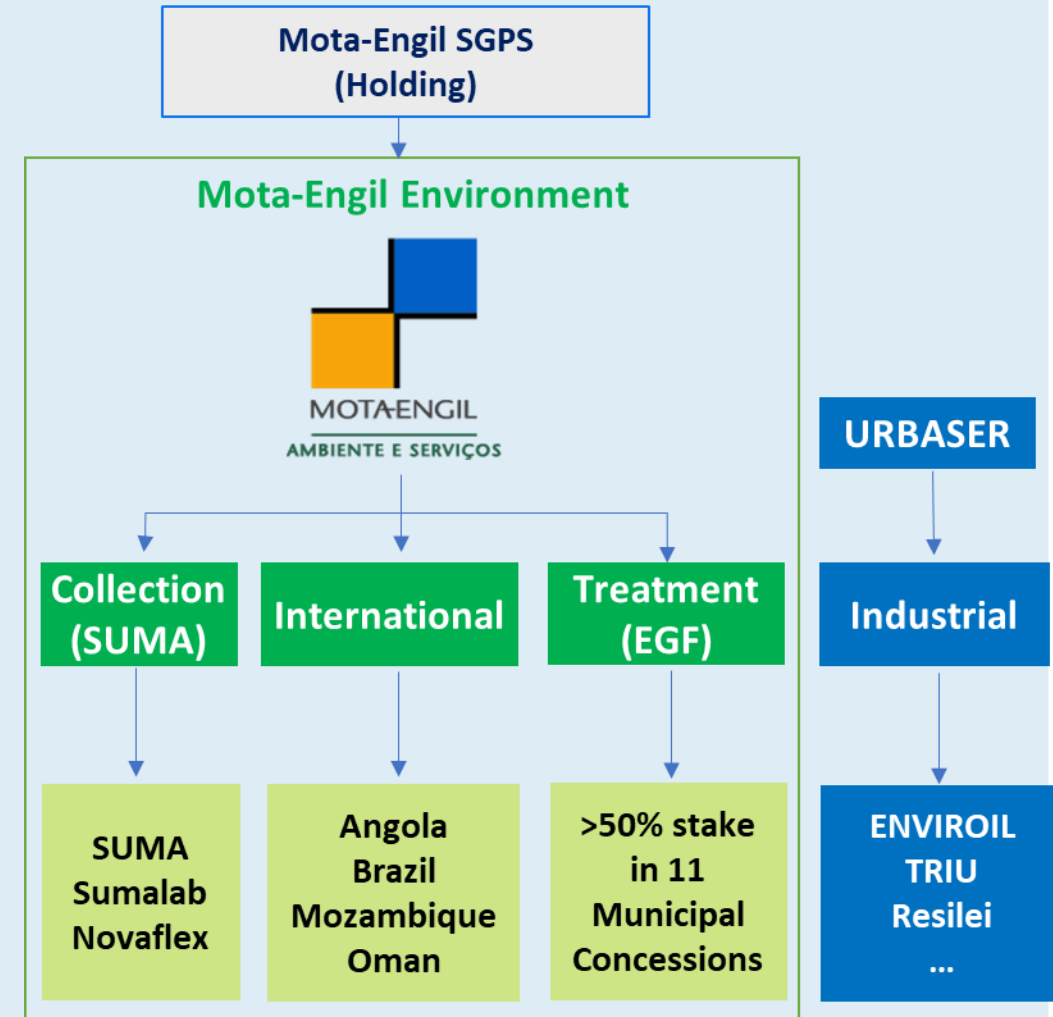 Mota-Engil SGPS
(Holding)
Mota-Engil Environment
MOTA-ENGIL
AMBIENTE E SERVIÇOS
URBASER
Collection
(SUMA)
International
Treatment
(EGF)
Industrial
SUMA
Sumalab
Novaflex
Angola
Brazil
Mozambique
Oman
>50% stake
in 11
Municipal
Concessions
ENVIROIL
TRIU
Resilei
...